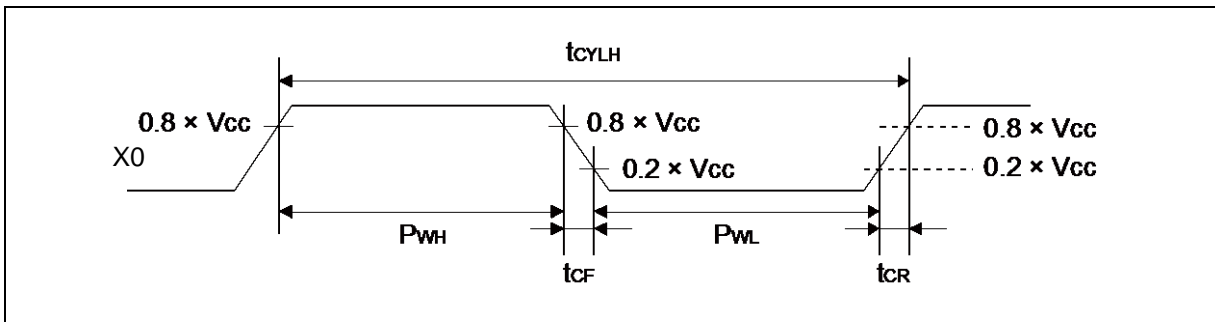 tCYLH
0.8 × VCC
0.8 × VCC
0.8 × VCC
X0
0.2 × VCC
0.2 × VCC
PWH
PWL
tCF
tCR